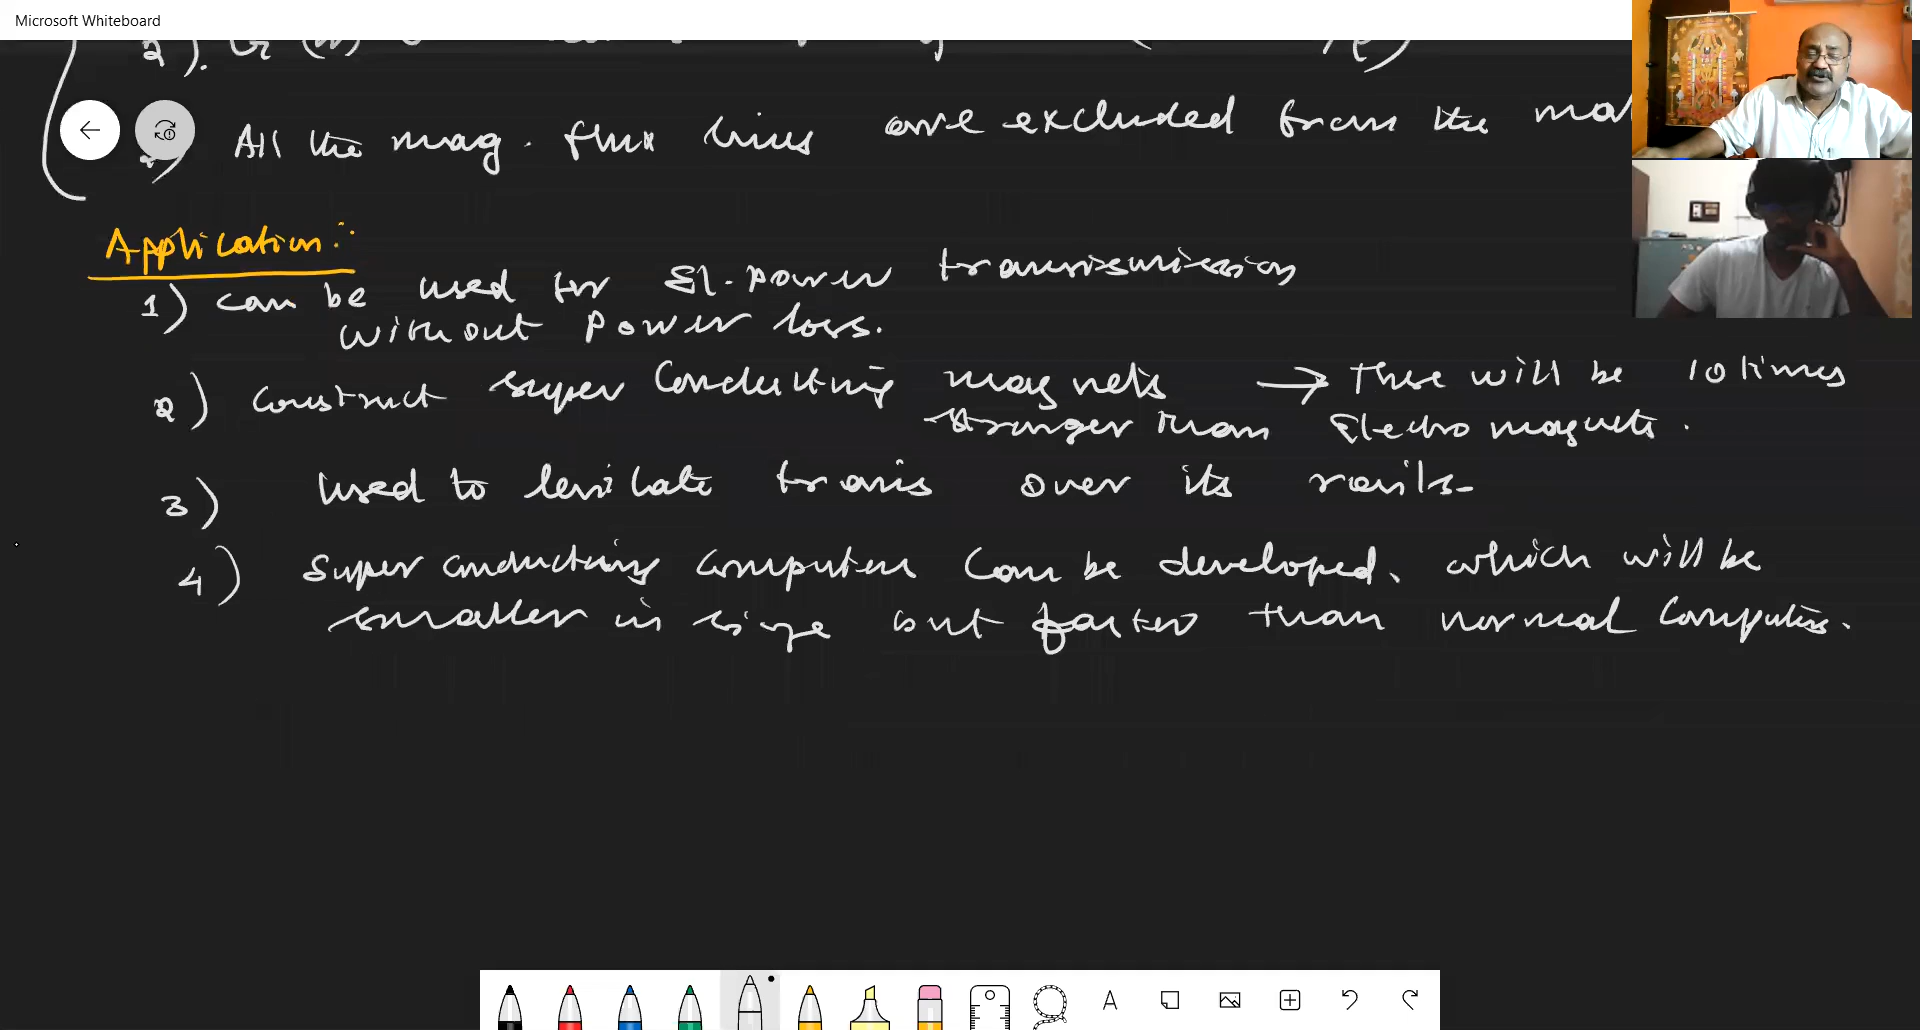 Microsoft Whiteboard
2).
All the mag. flux lines are excluded from the
Application:
1) can be used for El. power transmission
without power loss.
2) Construct super Conducting magnets → These will be 10 times
stronger than Electro magnets.
3) used to levitate trains over its rails.
4) Super conducting computers can be developed, which will be
smaller in size but faster than normal computers.
A